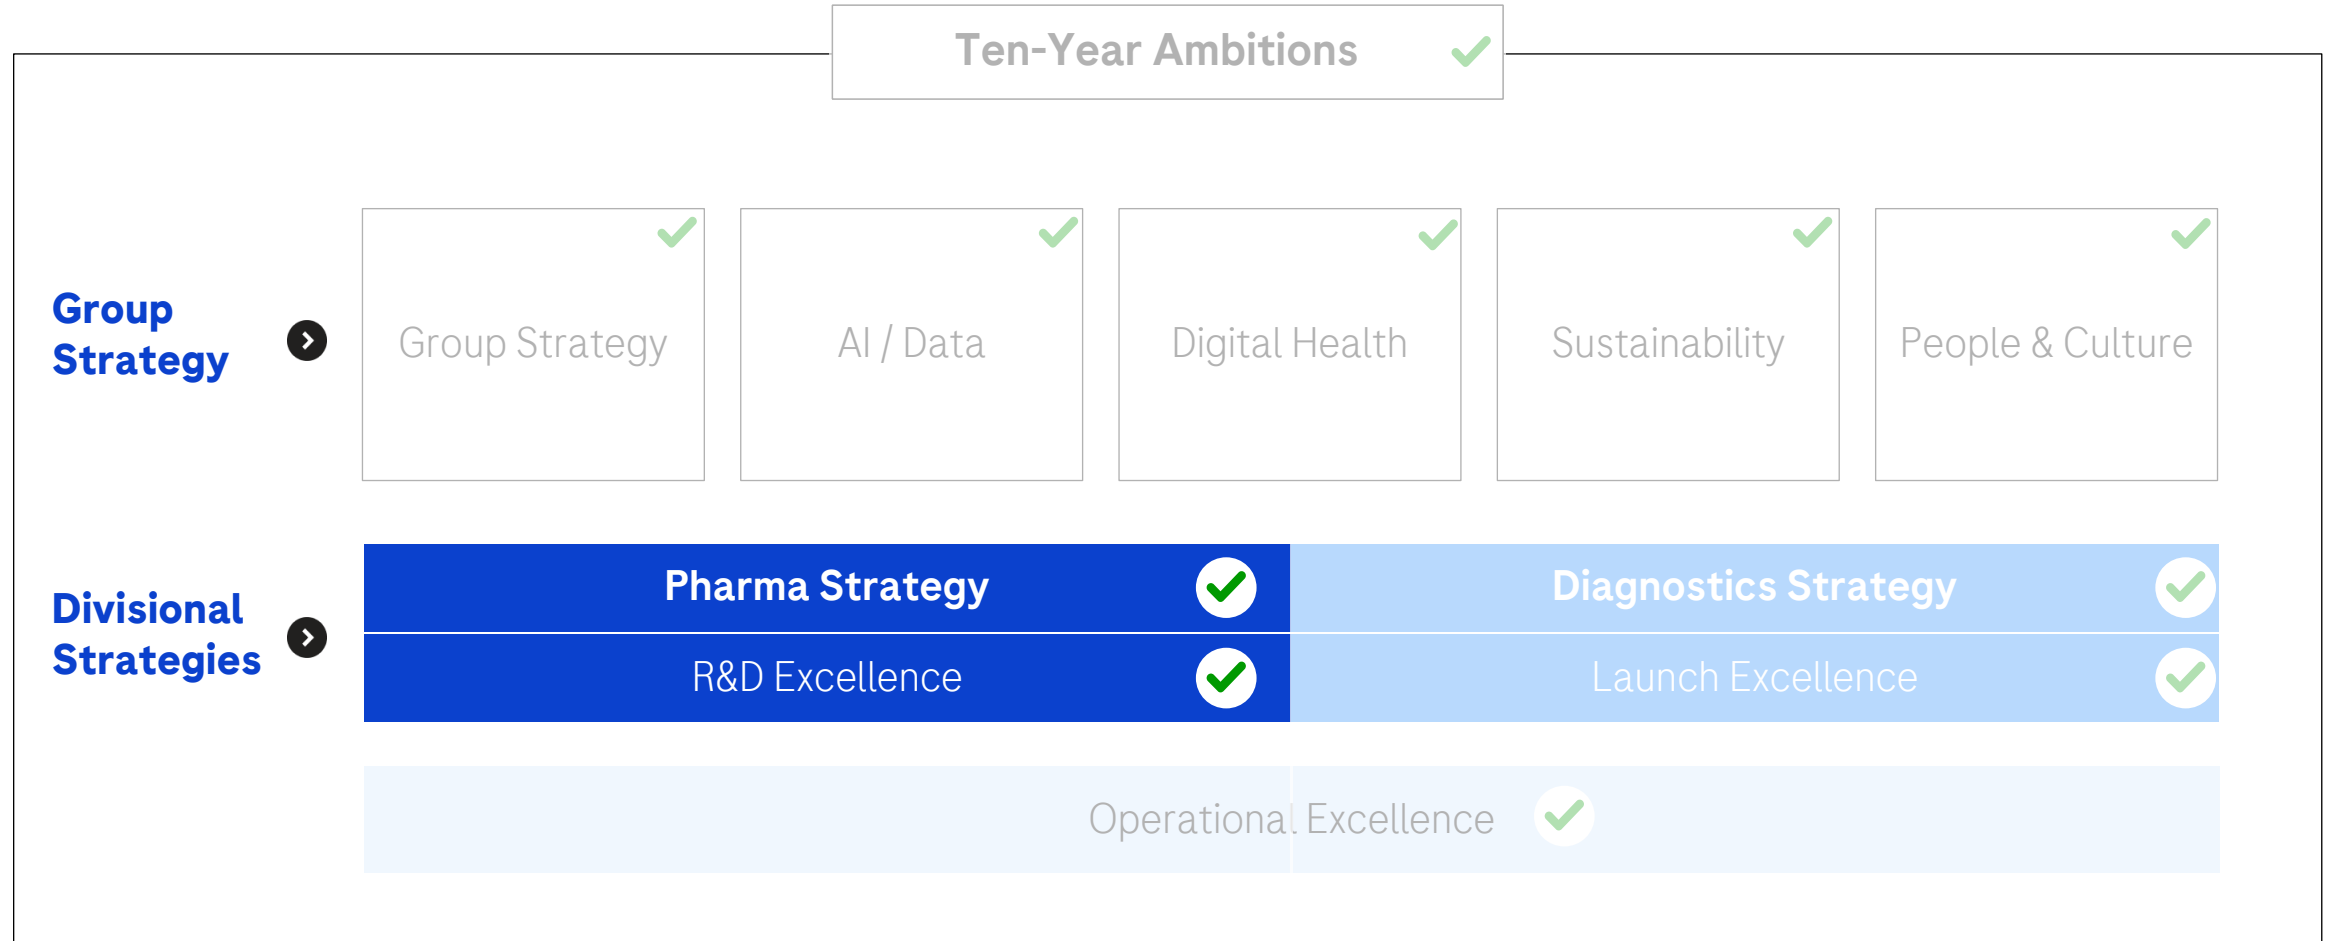 Ten-Year Ambitions
Group
Strategy
Group Strategy
AI / Data
Digital Health
Sustainability
People & Culture
Divisional
Strategies
Pharma Strategy
Diagnostics Strategy
R&D Excellence
Launch Excellence
Operational Excellence